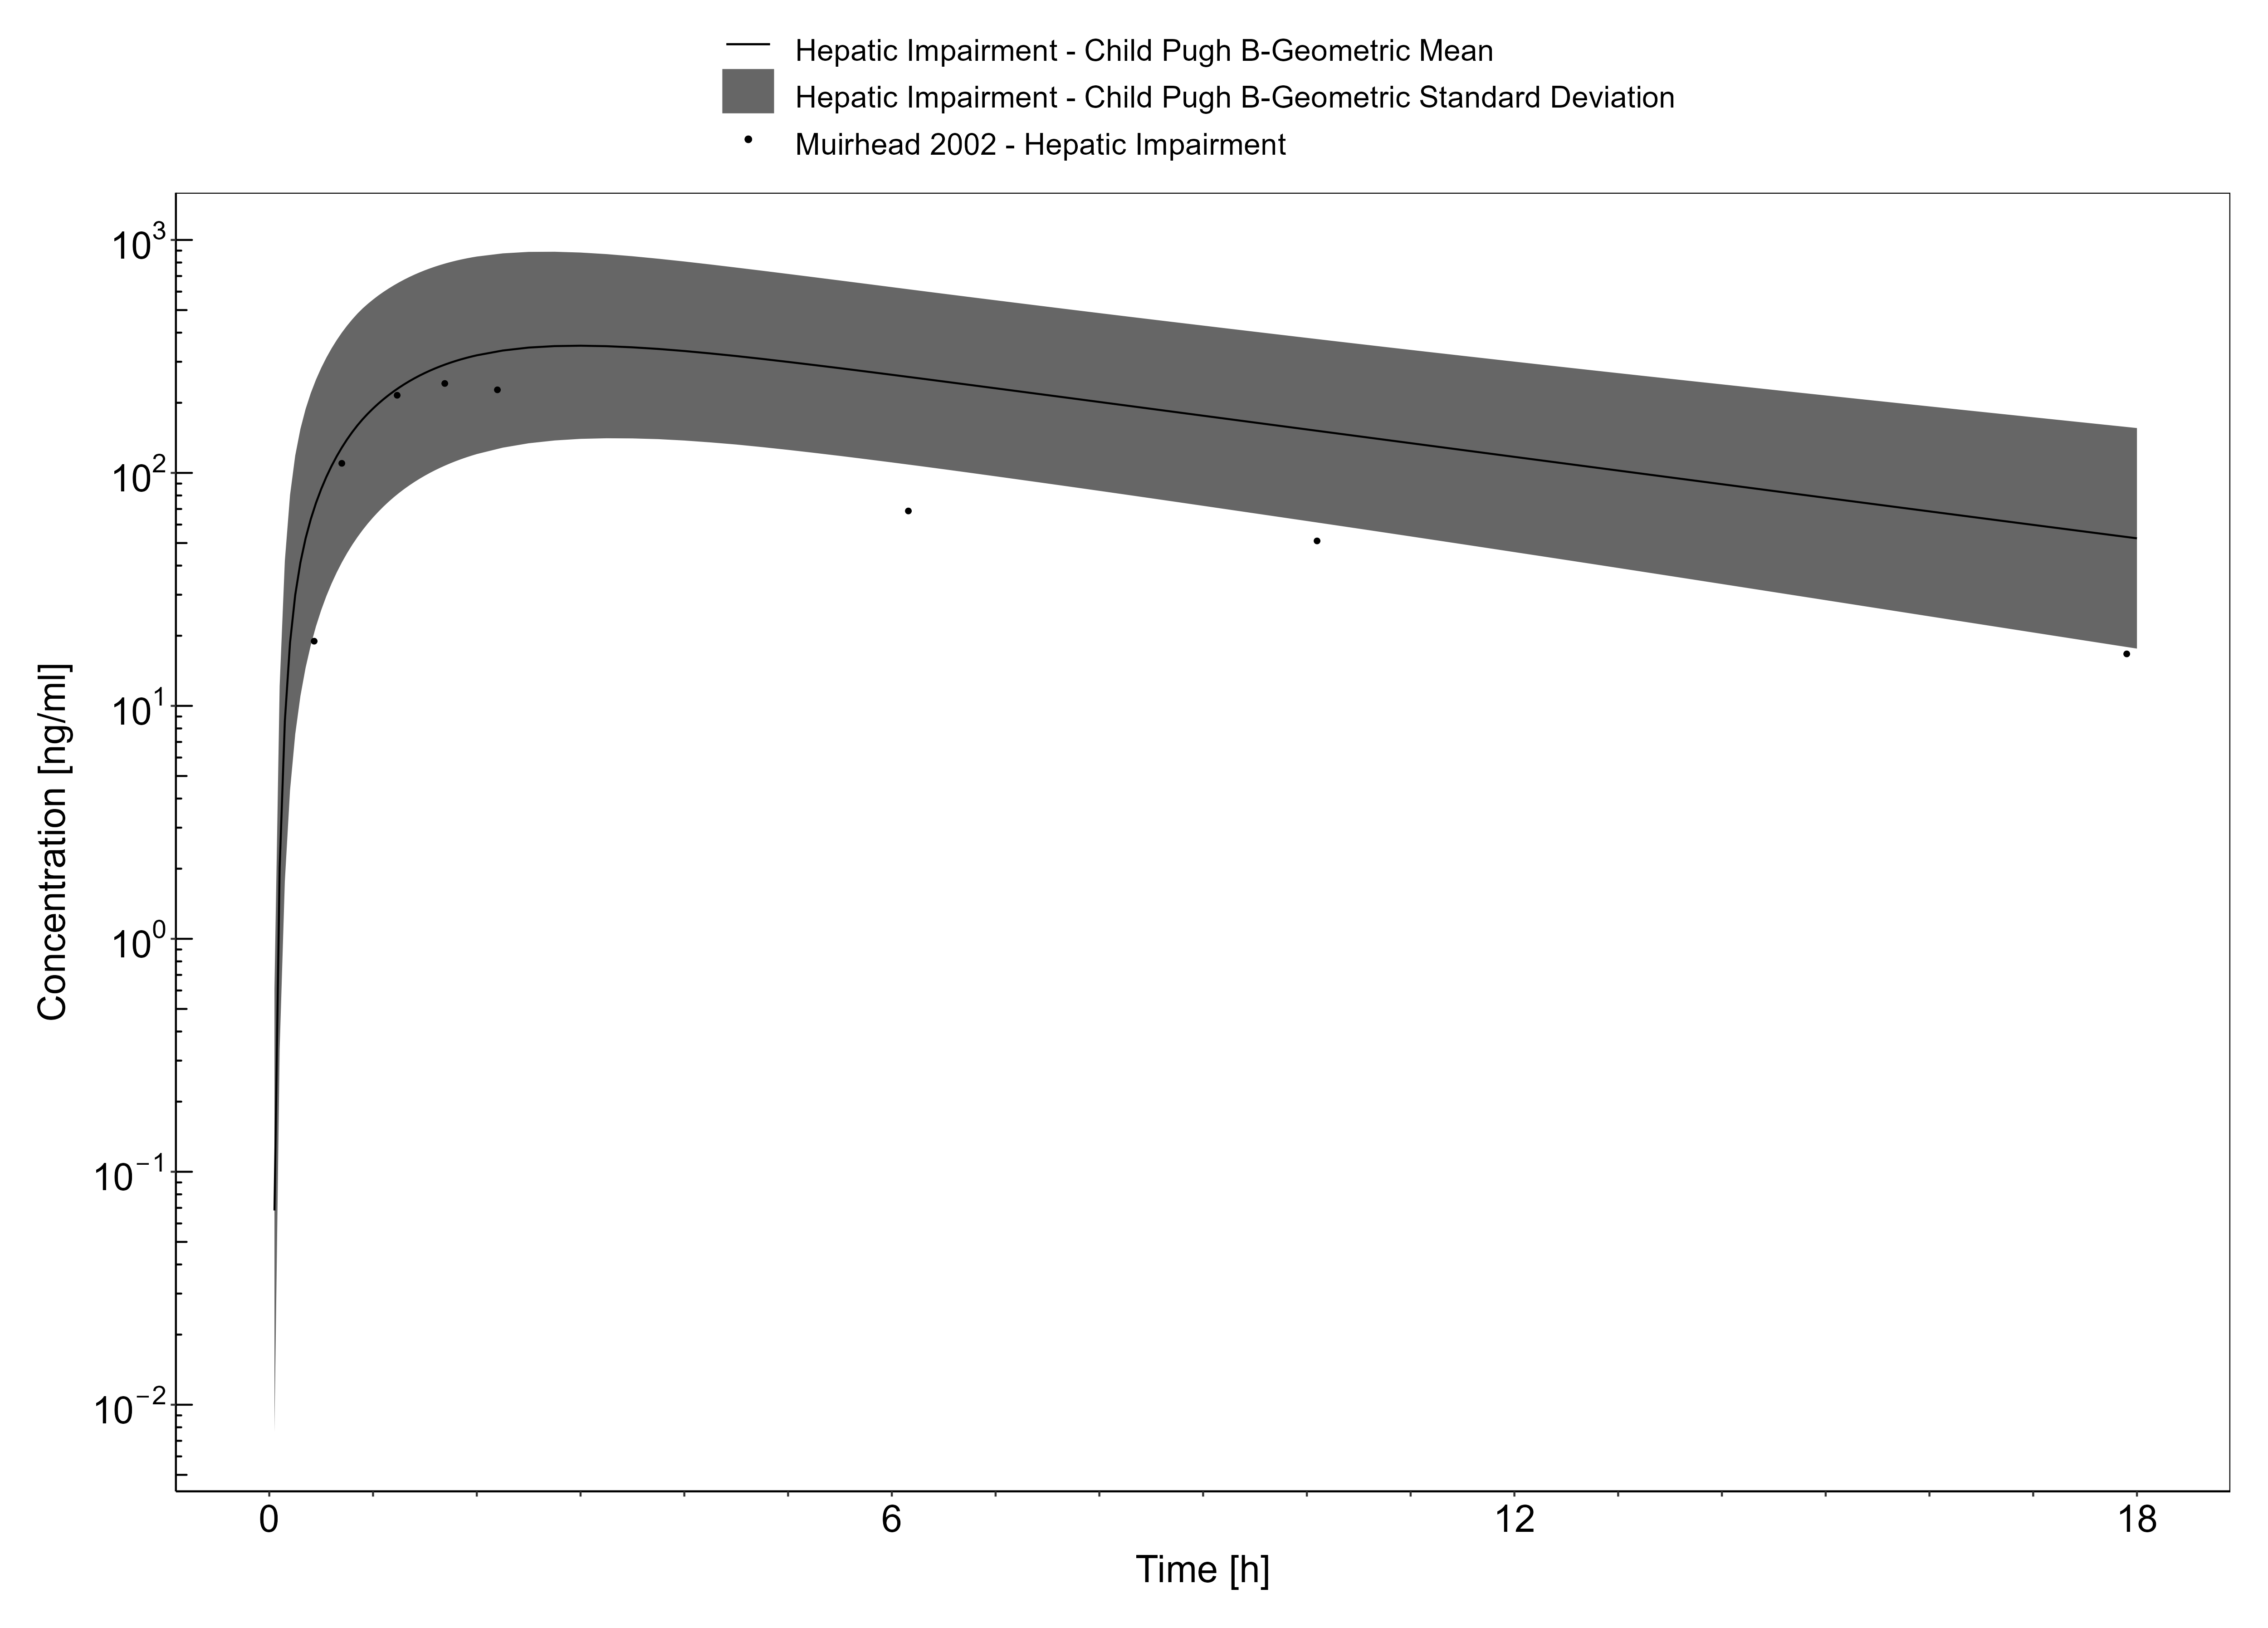 Hepatic Impairment - Child Pugh B-Geometric Mean
Hepatic Impairment - Child Pugh B-Geometric Standard Deviation
Muirhead 2002 - Hepatic Impairment
10³
10²
10¹
10⁰
10⁻¹
10⁻²
Concentration [ng/ml]
0 6 12 18
Time [h]